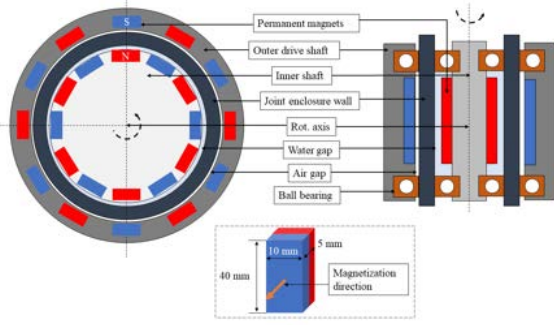 S
N
Permanent magnets
Outer drive shaft
Inner shaft
Joint enclosure wall
Rot. axis
Water gap
Air gap
Ball bearing
10 mm
5 mm
40 mm
Magnetization
direction